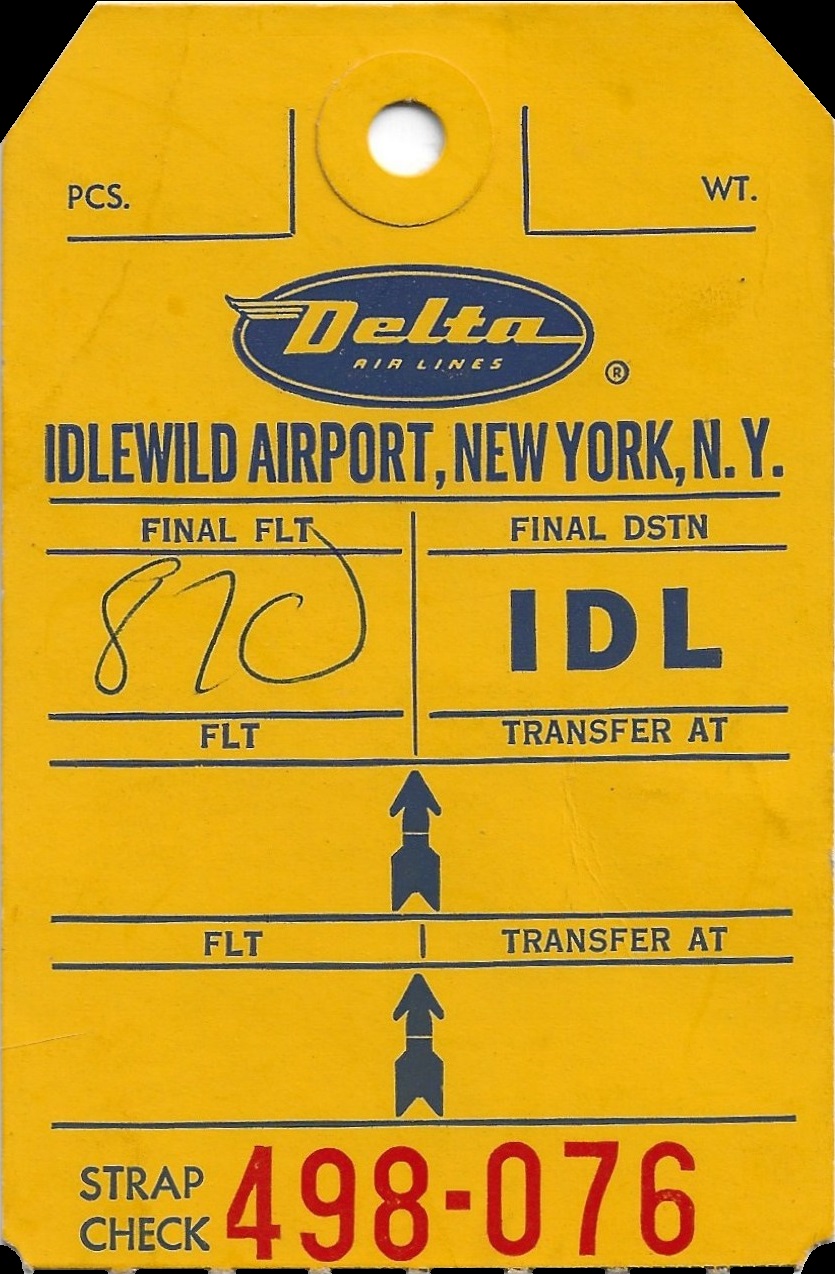 PCS. WT.
Delta
AIR LINES
®
IDLEWILD AIRPORT, NEW YORK, N. Y.
FINAL FLT FINAL DSTN
870 IDL
FLT TRANSFER AT
FLT TRANSFER AT
STRAP
CHECK 498-076